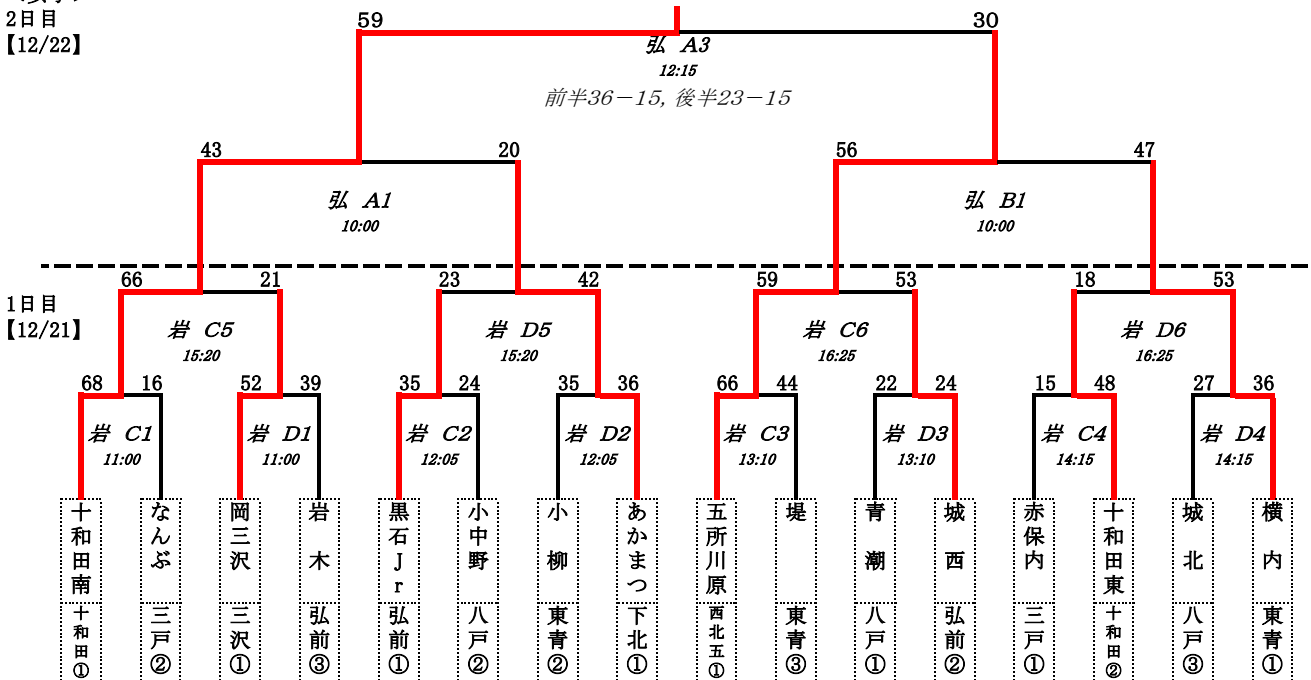 2日目
【12/22】
59
30
弘 A3
12:15
前半36－15, 後半23－15
43
20
56
47
弘 A1
10:00
弘 B1
10:00
66
21
23
42
59
53
18
53
1日目
【12/21】
岩 C5
15:20
岩 D5
15:20
岩 C6
16:25
岩 D6
16:25
68
16
52
39
35
24
35
36
66
44
22
24
15
48
27
36
岩 C1
11:00
岩 D1
11:00
岩 C2
12:05
岩 D2
12:05
岩 C3
13:10
岩 D3
13:10
岩 C4
14:15
岩 D4
14:15
十和田南
なんぶ
岡三沢
岩木
黒石Jr
小中野
小柳
あかまつ
五所川原
堤
青潮
城西
赤保内
十和田東
城北
横内
十和田①
三戸②
三沢①
弘前③
弘前①
八戸②
東青②
下北①
西北五①
東青③
八戸①
弘前②
三戸①
十和田②
八戸③
東青①